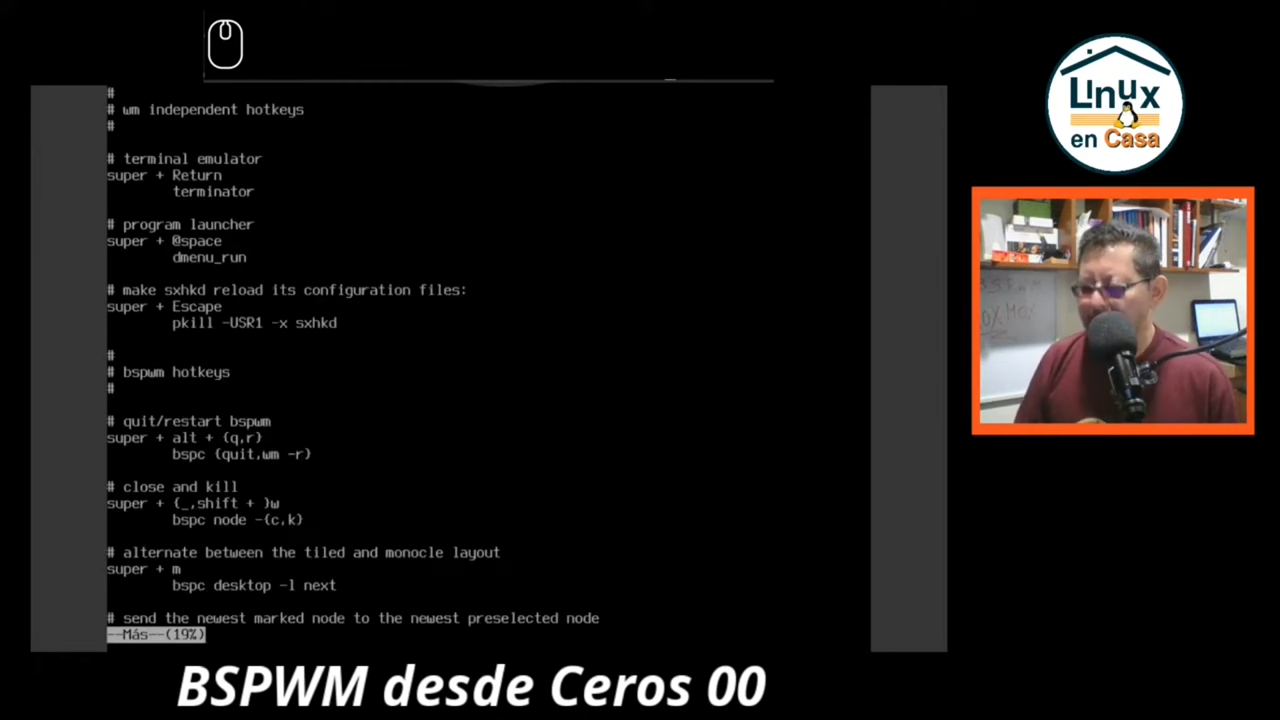 Linux
en Casa
#
# wm independent hotkeys
#
# terminal emulator
super + Return
terminator
# program launcher
super + @space
dmenu_run
# make sxhkd reload its configuration files:
super + Escape
pkill -USR1 -x sxhkd
#
# bspwm hotkeys
#
# quit/restart bspwm
super + alt + {q,r}
bspc {quit,wm -r}
# close and kill
super + {_,shift + }w
bspc node -{c,k}
# alternate between the tiled and monocle layout
super + m
bspc desktop -l next
# send the newest marked node to the newest preselected node
--Más--(19%)
BSPWM desde Ceros 00